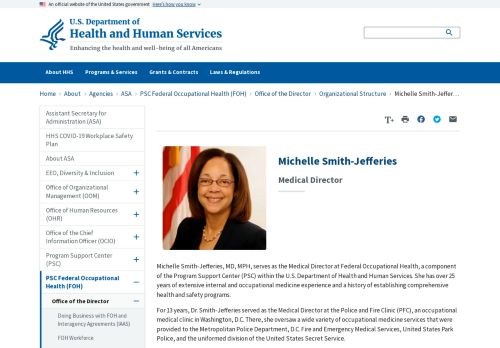 An official website of the United States government Here's how you know
U.S. Department of
Health and Human Services
Enhancing the health and well-being of all Americans
About HHS Programs & Services Grants & Contracts Laws & Regulations
Home › About › Agencies › ASA › PSC Federal Occupational Health (FOH) › Office of the Director › Organizational Structure › Michelle Smith-Jeffer…
Assistant Secretary for
Administration (ASA)
HHS COVID-19 Workplace Safety
Plan
About ASA
EEO, Diversity & Inclusion +
Office of Organizational
Management (OOM) +
Office of Human Resources
(OHR) +
Office of the Chief
Information Officer (OCIO) +
Program Support Center
(PSC) +
PSC Federal Occupational
Health (FOH) –
Office of the Director –
Doing Business with FOH and
Interagency Agreements (IAAS)
FOH Workforce
T+
Michelle Smith-Jefferies
Medical Director
Michelle Smith-Jefferies, MD, MPH, serves as the Medical Director at Federal Occupational Health, a component
of the Program Support Center (PSC) within the U.S. Department of Health and Human Services. She has over 25
years of extensive internal and occupational medicine experience and a history of establishing comprehensive
health and safety programs.
For 13 years, Dr. Smith-Jefferies served as the Medical Director at the Police and Fire Clinic (PFC), an occupational
medical clinic in Washington, D.C. There, she oversaw a wide variety of occupational medicine services that were
provided to the Metropolitan Police Department, D.C. Fire and Emergency Medical Services, United States Park
Police, and the uniformed division of the United States Secret Service.